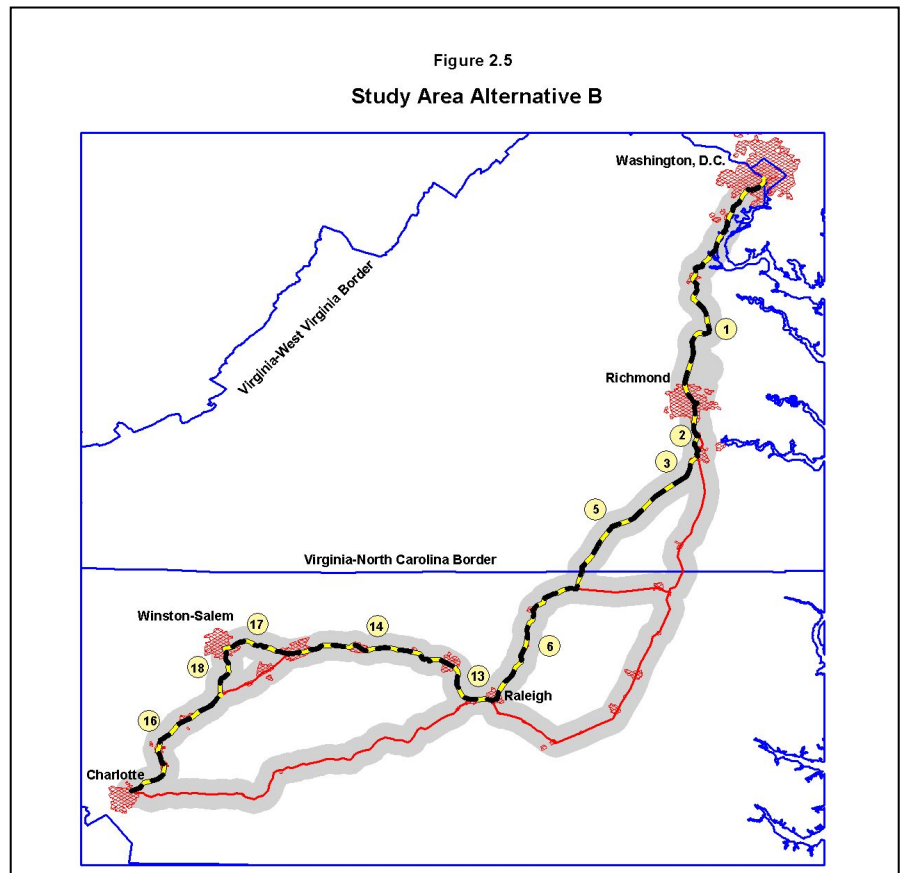 Figure 2.5
Study Area Alternative B
Washington, D.C.
Virginia-West Virginia Border
1
Richmond
2
3
5
Virginia-North Carolina Border
Winston-Salem
17
14
6
18
13
Raleigh
16
Charlotte